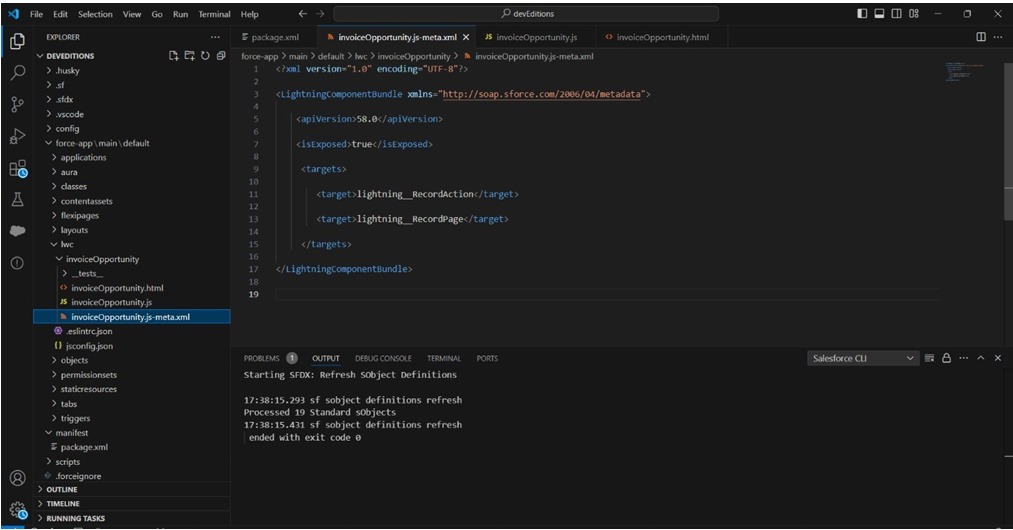 File Edit Selection View Go Run Terminal Help
devEditions
EXPLORER
DEVEDITIONS
.husky
.sf
.sfdx
.vscode
config
force-app\main\default
applications
aura
classes
contentassets
flexipages
layouts
lwc
invoiceOpportunity
__tests__
invoiceOpportunity.html
JS invoiceOpportunity.js
invoiceOpportunity.js-meta.xml
.eslintrc.json
jsconfig.json
objects
permissionsets
staticresources
tabs
triggers
manifest
package.xml
scripts
.forceignore
OUTLINE
TIMELINE
RUNNING TASKS
package.xml
invoiceOpportunity.js-meta.xml
JS invoiceOpportunity.js
invoiceOpportunity.html
force-app > main > default > lwc > invoiceOpportunity > invoiceOpportunity.js-meta.xml
1 <?xml version="1.0" encoding="UTF-8"?>
2
3 <LightningComponentBundle xmlns="http://soap.sforce.com/2006/04/metadata">
4
5 <apiVersion>58.0</apiVersion>
6
7 <isExposed>true</isExposed>
8
9 <targets>
10
11 <target>lightning__RecordAction</target>
12
13 <target>lightning__RecordPage</target>
14
15 </targets>
16
17 </LightningComponentBundle>
18
19
PROBLEMS 1 OUTPUT DEBUG CONSOLE TERMINAL PORTS
Salesforce CLI
Starting SFDX: Refresh SObject Definitions
17:38:15.293 sf sobject definitions refresh
Processed 19 Standard sObjects
17:38:15.431 sf sobject definitions refresh
ended with exit code 0